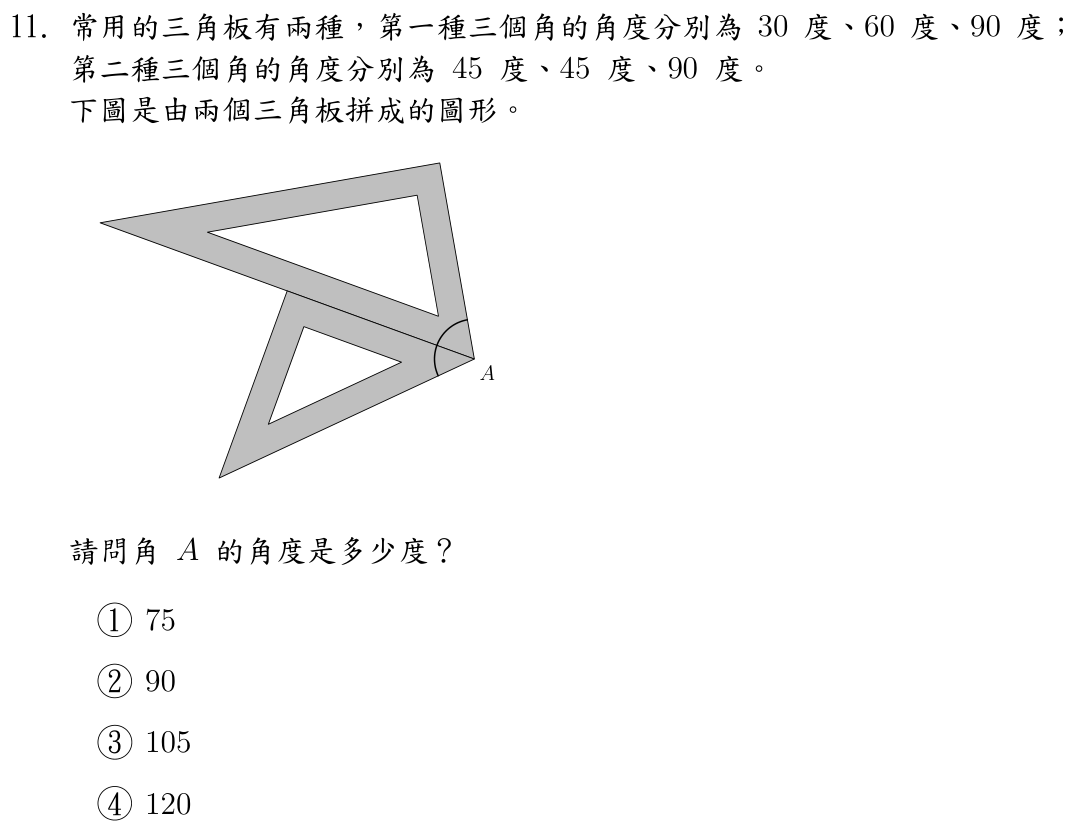 11. 常用的三角板有兩種，第一種三個角的角度分別為 30 度、60 度、90 度；
第二種三個角的角度分別為 45 度、45 度、90 度。
下圖是由兩個三角板拼成的圖形。
A
請問角 A 的角度是多少度？
① 75
② 90
③ 105
④ 120